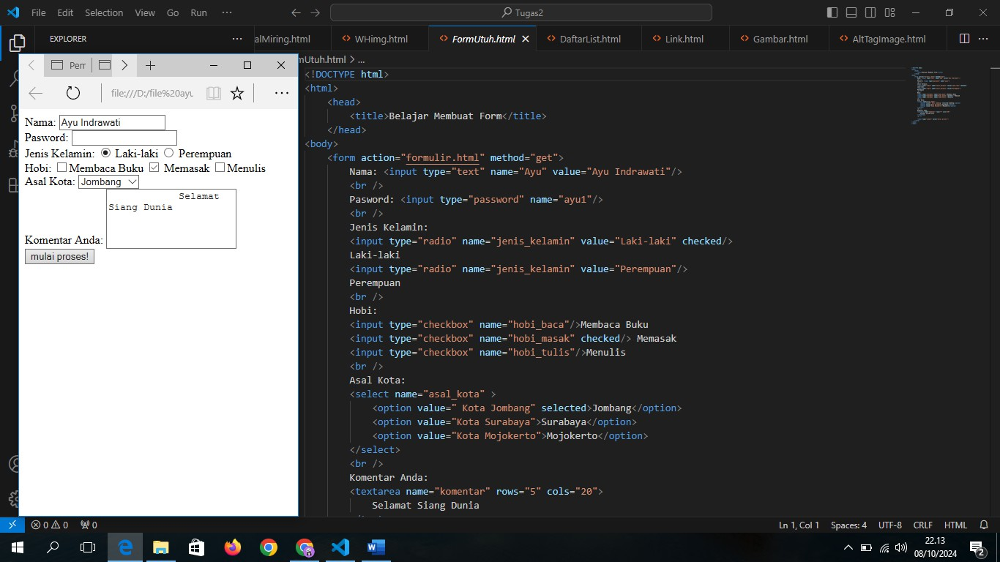 File Edit Selection View Go Run ··· Tugas2
EXPLORER ···
alMiring.html WHimg.html FormUtuh.html DaftarList.html Link.html Gambar.html AltTagImage.html ···
mUtuh.html > ...
Pem
file:///D:/file%20ayu
Nama: Ayu Indrawati
Pasword:
Jenis Kelamin: Laki-laki Perempuan
Hobi: Membaca Buku Memasak Menulis
Asal Kota: Jombang
Selamat
Siang Dunia
Komentar Anda:
mulai proses!
<!DOCTYPE html>
<html>
<head>
<title>Belajar Membuat Form</title>
</head>
<body>
<form action="formulir.html" method="get">
Nama: <input type="text" name="Ayu" value="Ayu Indrawati"/>
<br />
Pasword: <input type="password" name="ayu1"/>
<br />
Jenis Kelamin:
<input type="radio" name="jenis_kelamin" value="Laki-laki" checked/>
Laki-laki
<input type="radio" name="jenis_kelamin" value="Perempuan"/>
Perempuan
<br />
Hobi:
<input type="checkbox" name="hobi_baca"/>Membaca Buku
<input type="checkbox" name="hobi_masak" checked/> Memasak
<input type="checkbox" name="hobi_tulis"/>Menulis
<br />
Asal Kota:
<select name="asal_kota" >
<option value=" Kota Jombang" selected>Jombang</option>
<option value="Kota Surabaya">Surabaya</option>
<option value="Kota Mojokerto">Mojokerto</option>
</select>
<br />
Komentar Anda:
<textarea name="komentar" rows="5" cols="20">
Selamat Siang Dunia
0 0 0 Ln 1, Col 1 Spaces: 4 UTF-8 CRLF HTML
22.13
08/10/2024
2